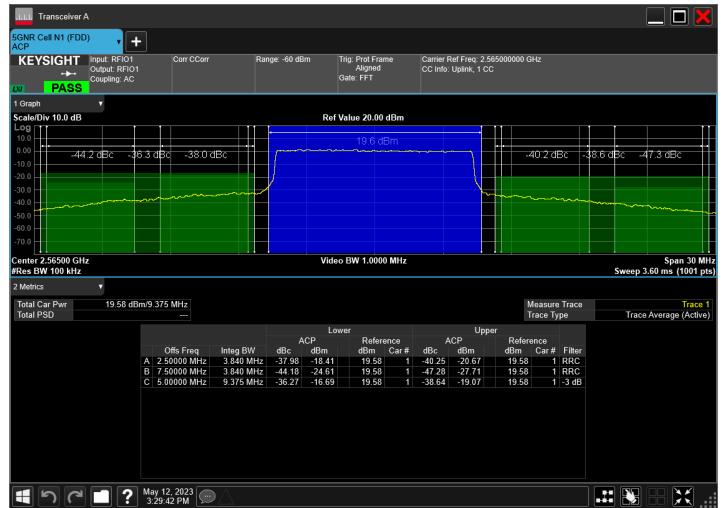 Transceiver A
5GNR Cell N1 (FDD)
ACP
KEYSIGHT
LXI
PASS
Input: RFIO1
Output: RFIO1
Coupling: AC
Corr CCorr
Range: -60 dBm
Trig: Prot Frame
Aligned
Gate: FFT
Carrier Ref Freq: 2.565000000 GHz
CC Info: Uplink, 1 CC
1 Graph
Scale/Div 10.0 dB
Ref Value 20.00 dBm
Log
10.0
0.00
-10.0
-20.0
-30.0
-40.0
-50.0
-60.0
-70.0
-44.2 dBc
-36.3 dBc
-38.0 dBc
19.6 dBm
-40.2 dBc
-38.6 dBc
-47.3 dBc
Center 2.56500 GHz
Video BW 1.0000 MHz
Span 30 MHz
#Res BW 100 kHz
Sweep 3.60 ms (1001 pts)
2 Metrics
Total Car Pwr 19.58 dBm/9.375 MHz
Total PSD ---
Measure Trace Trace 1
Trace Type Trace Average (Active)
Lower Upper
ACP Reference ACP Reference
Offs Freq Integ BW dBc dBm dBm Car # dBc dBm dBm Car # Filter
A 2.50000 MHz 3.840 MHz -37.98 -18.41 19.58 1 -40.25 -20.67 19.58 1 RRC
B 7.50000 MHz 3.840 MHz -44.18 -24.61 19.58 1 -47.28 -27.71 19.58 1 RRC
C 5.00000 MHz 9.375 MHz -36.27 -16.69 19.58 1 -38.64 -19.07 19.58 1 -3 dB
?
May 12, 2023
3:29:42 PM